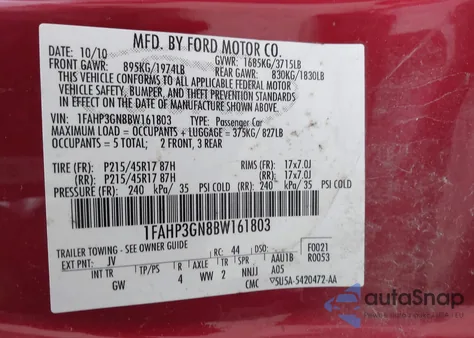 MFD. BY FORD MOTOR CO.
DATE: 10/10 GVWR: 1685KG/3715LB
FRONT GAWR: 895KG/1974LB REAR GAWR: 830KG/1830LB
THIS VEHICLE CONFORMS TO ALL APPLICABLE FEDERAL MOTOR
VEHICLE SAFETY, BUMPER, AND THEFT PREVENTION STANDARDS
IN EFFECT ON THE DATE OF MANUFACTURE SHOWN ABOVE.
VIN: 1FAHP3GN8BW161803 TYPE: Passenger Car
MAXIMUM LOAD = OCCUPANTS + LUGGAGE = 375KG/827LB
OCCUPANTS = 5 TOTAL: 2 FRONT, 3 REAR
TIRE (FR): P215/45R17 87H RIMS (FR): 17x7.0J
(RR): P215/45R17 87H (RR): 17x7.0J
PRESSURE (FR): 240 kPa/ 35 PSI COLD (RR): 240 kPa/ 35 PSI COLD
1FAHP3GN8BW161803
TRAILER TOWING - SEE OWNER GUIDE
EXT PNT: JV RC: 44 DSO: F0021
AAU1B R0053
INT TR TP/PS R AXLE TR SPR NNJJ A05
GW 4 W 2 CMC 5U5A-5420472-AA
autoSnap